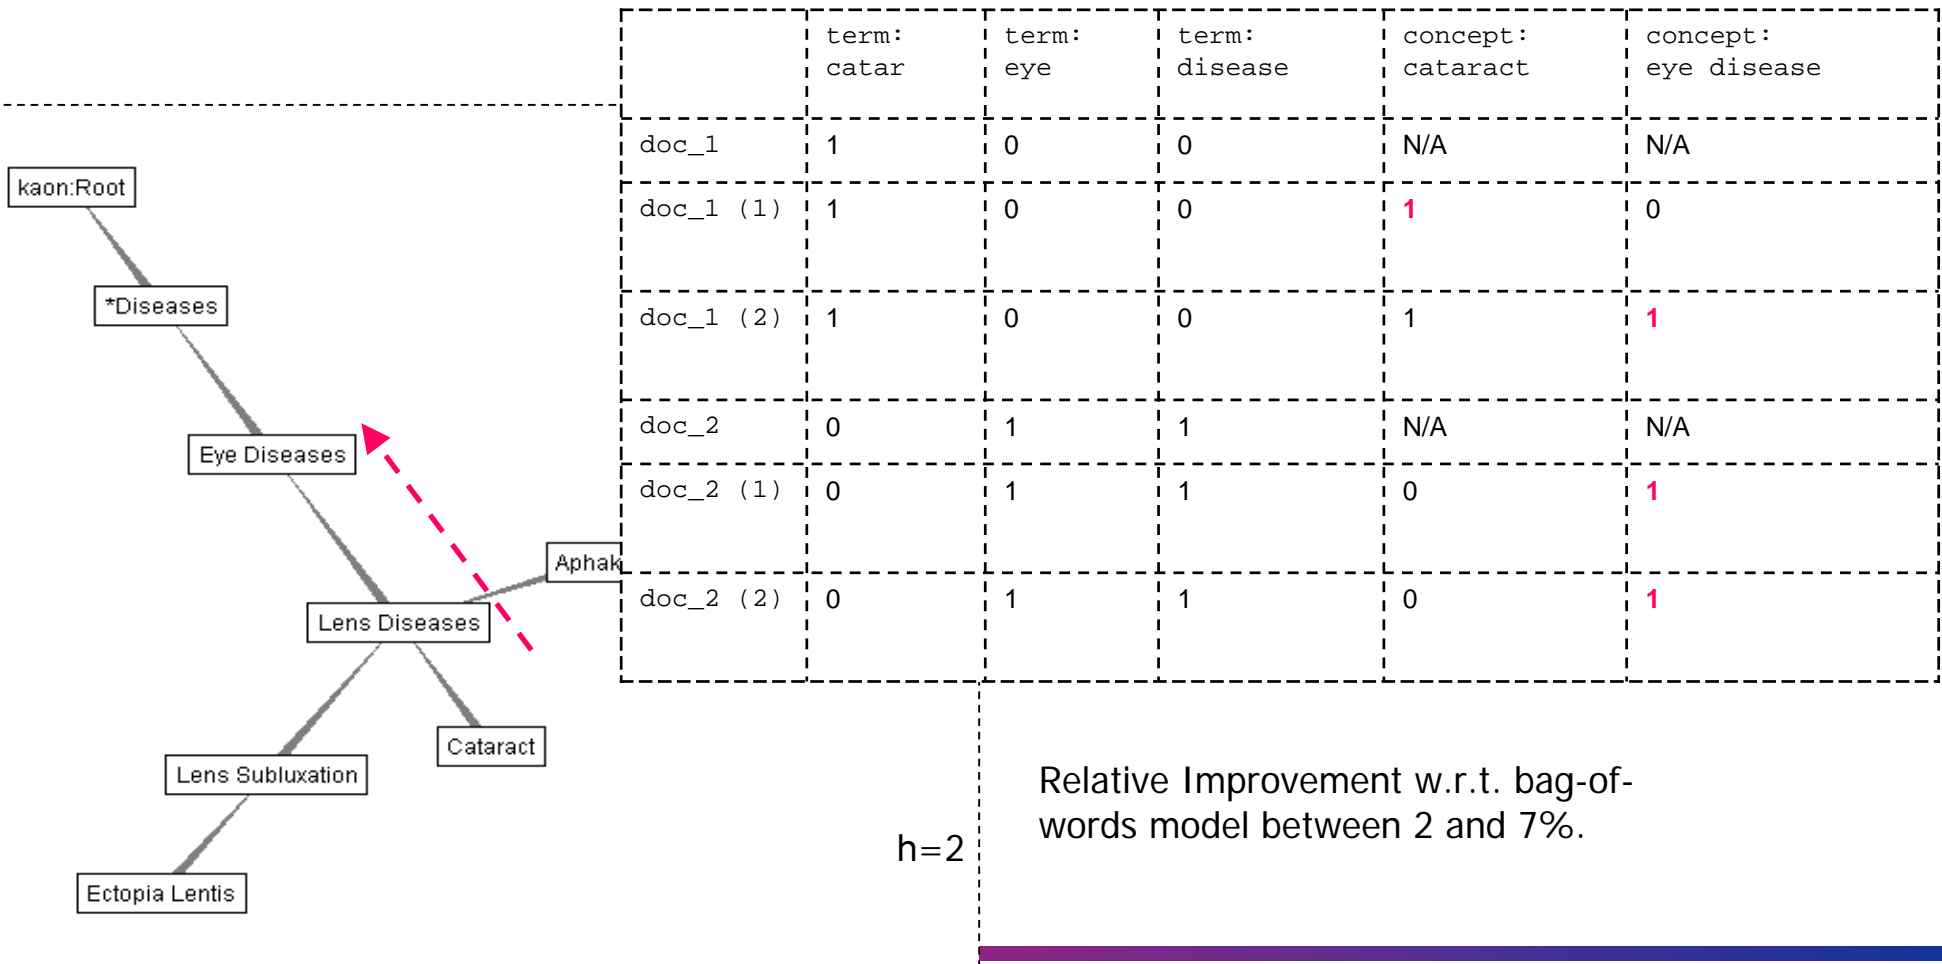 term: catar
term: eye
term: disease
concept: cataract
concept: eye disease
doc_1 1 0 0 N/A N/A
doc_1 (1) 1 0 0 1 0
doc_1 (2) 1 0 0 1 1
doc_2 0 1 1 N/A N/A
doc_2 (1) 0 1 1 0 1
doc_2 (2) 0 1 1 0 1
kaon:Root
*Diseases
Eye Diseases
Aphak
Lens Diseases
Cataract
Lens Subluxation
Ectopia Lentis
h=2
Relative Improvement w.r.t. bag-of-
words model between 2 and 7%.